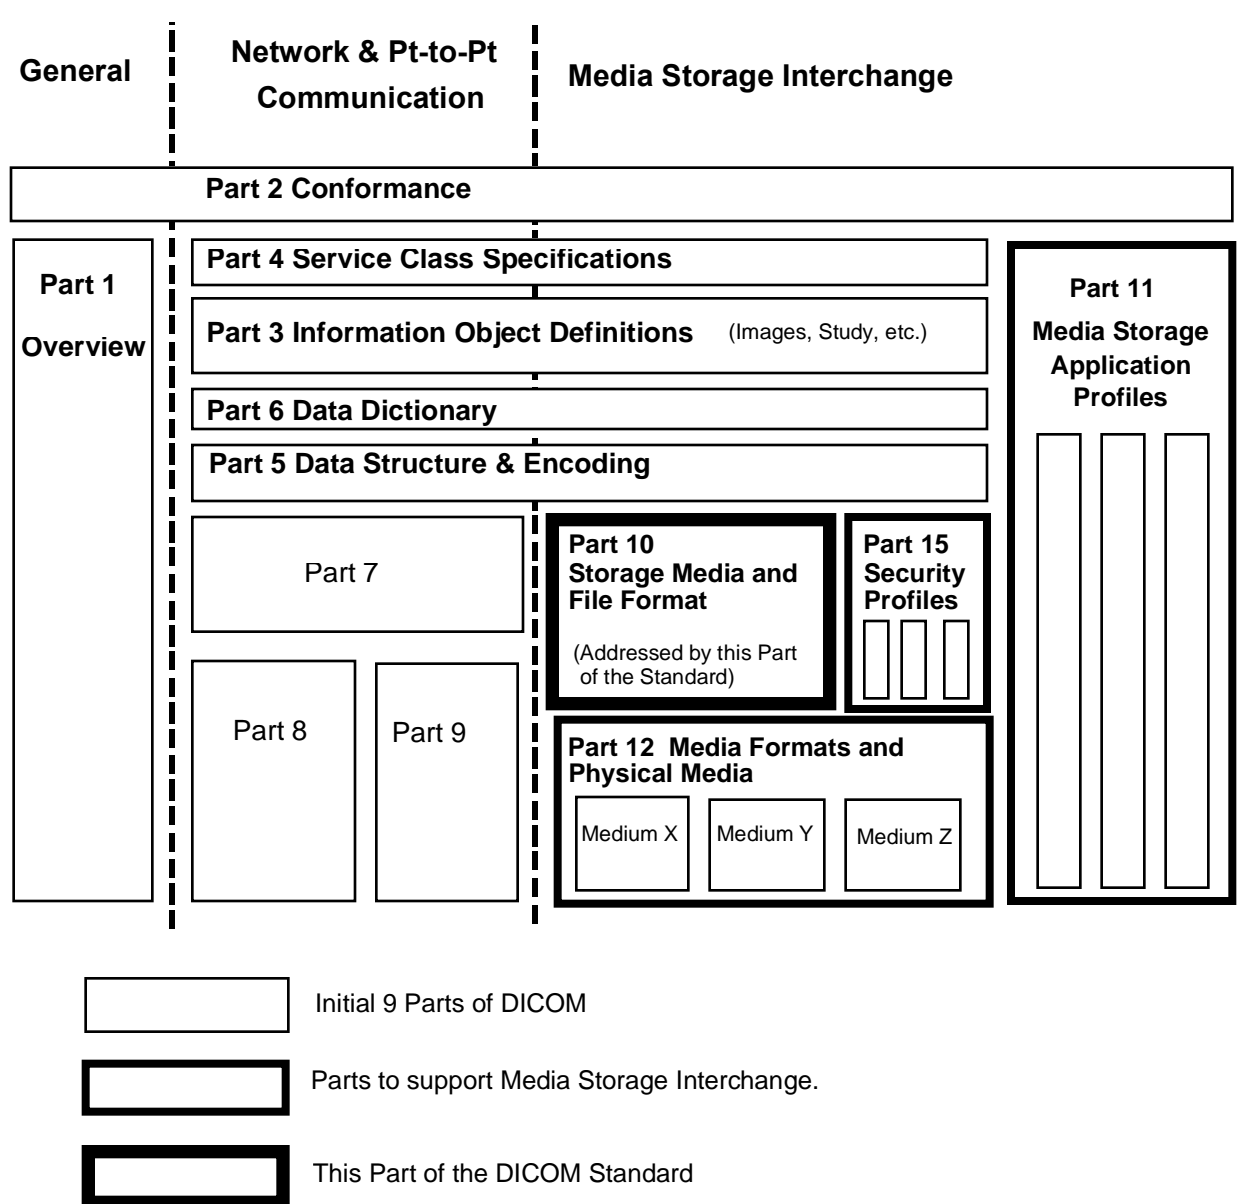 General
Network & Pt-to-Pt
Communication
Media Storage Interchange
Part 2 Conformance
Part 1
Overview
Part 4 Service Class Specifications
Part 3 Information Object Definitions (Images, Study, etc.)
Part 6 Data Dictionary
Part 5 Data Structure & Encoding
Part 7
Part 8
Part 9
Part 10
Storage Media and
File Format
(Addressed by this Part
of the Standard)
Part 15
Security
Profiles
Part 12 Media Formats and
Physical Media
Medium X
Medium Y
Medium Z
Part 11
Media Storage
Application
Profiles
Initial 9 Parts of DICOM
Parts to support Media Storage Interchange.
This Part of the DICOM Standard